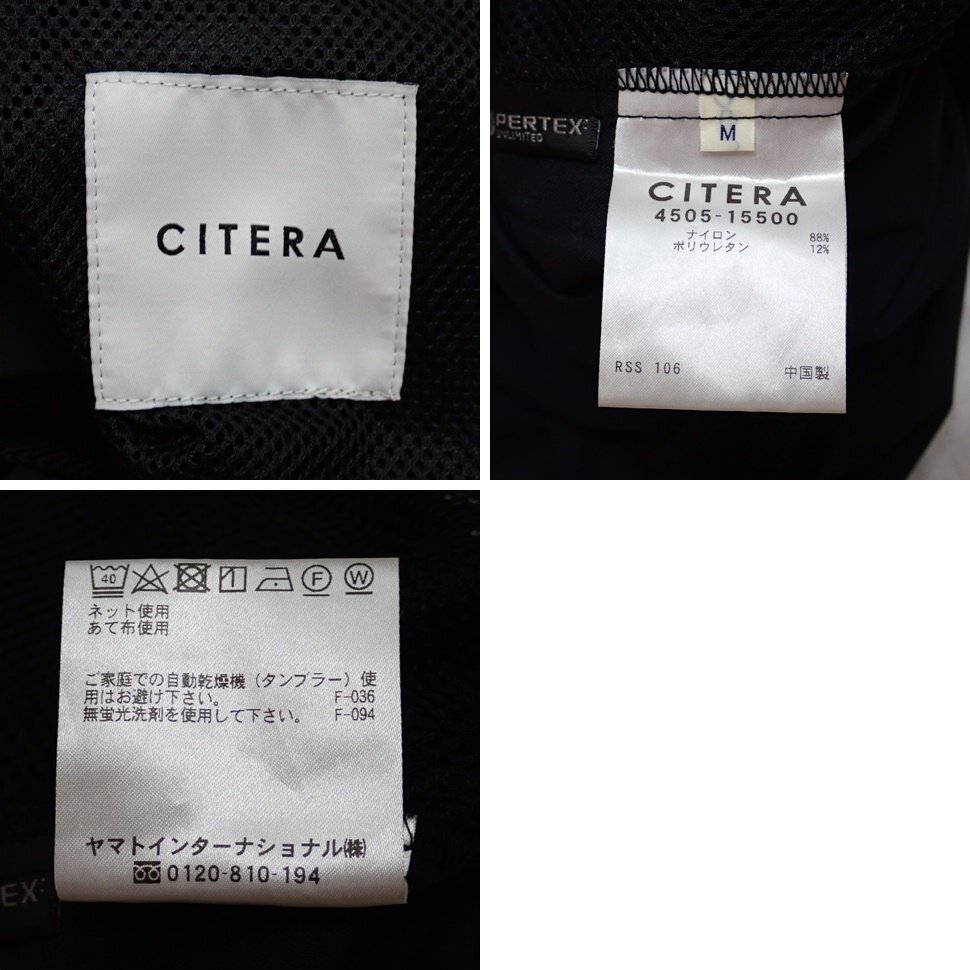 CITERA
PERTEX
UNLIMITED
M
CITERA
4505-15500
ナイロン 88%
ポリウレタン 12%
RSS 106 中国製
40 1 F W
ネット使用
あて布使用
ご家庭での自動乾燥機（タンブラー）使
用はお避け下さい。 F-036
無蛍光洗剤を使用して下さい。 F-094
ヤマトインターナショナル㈱
0120-810-194
EX